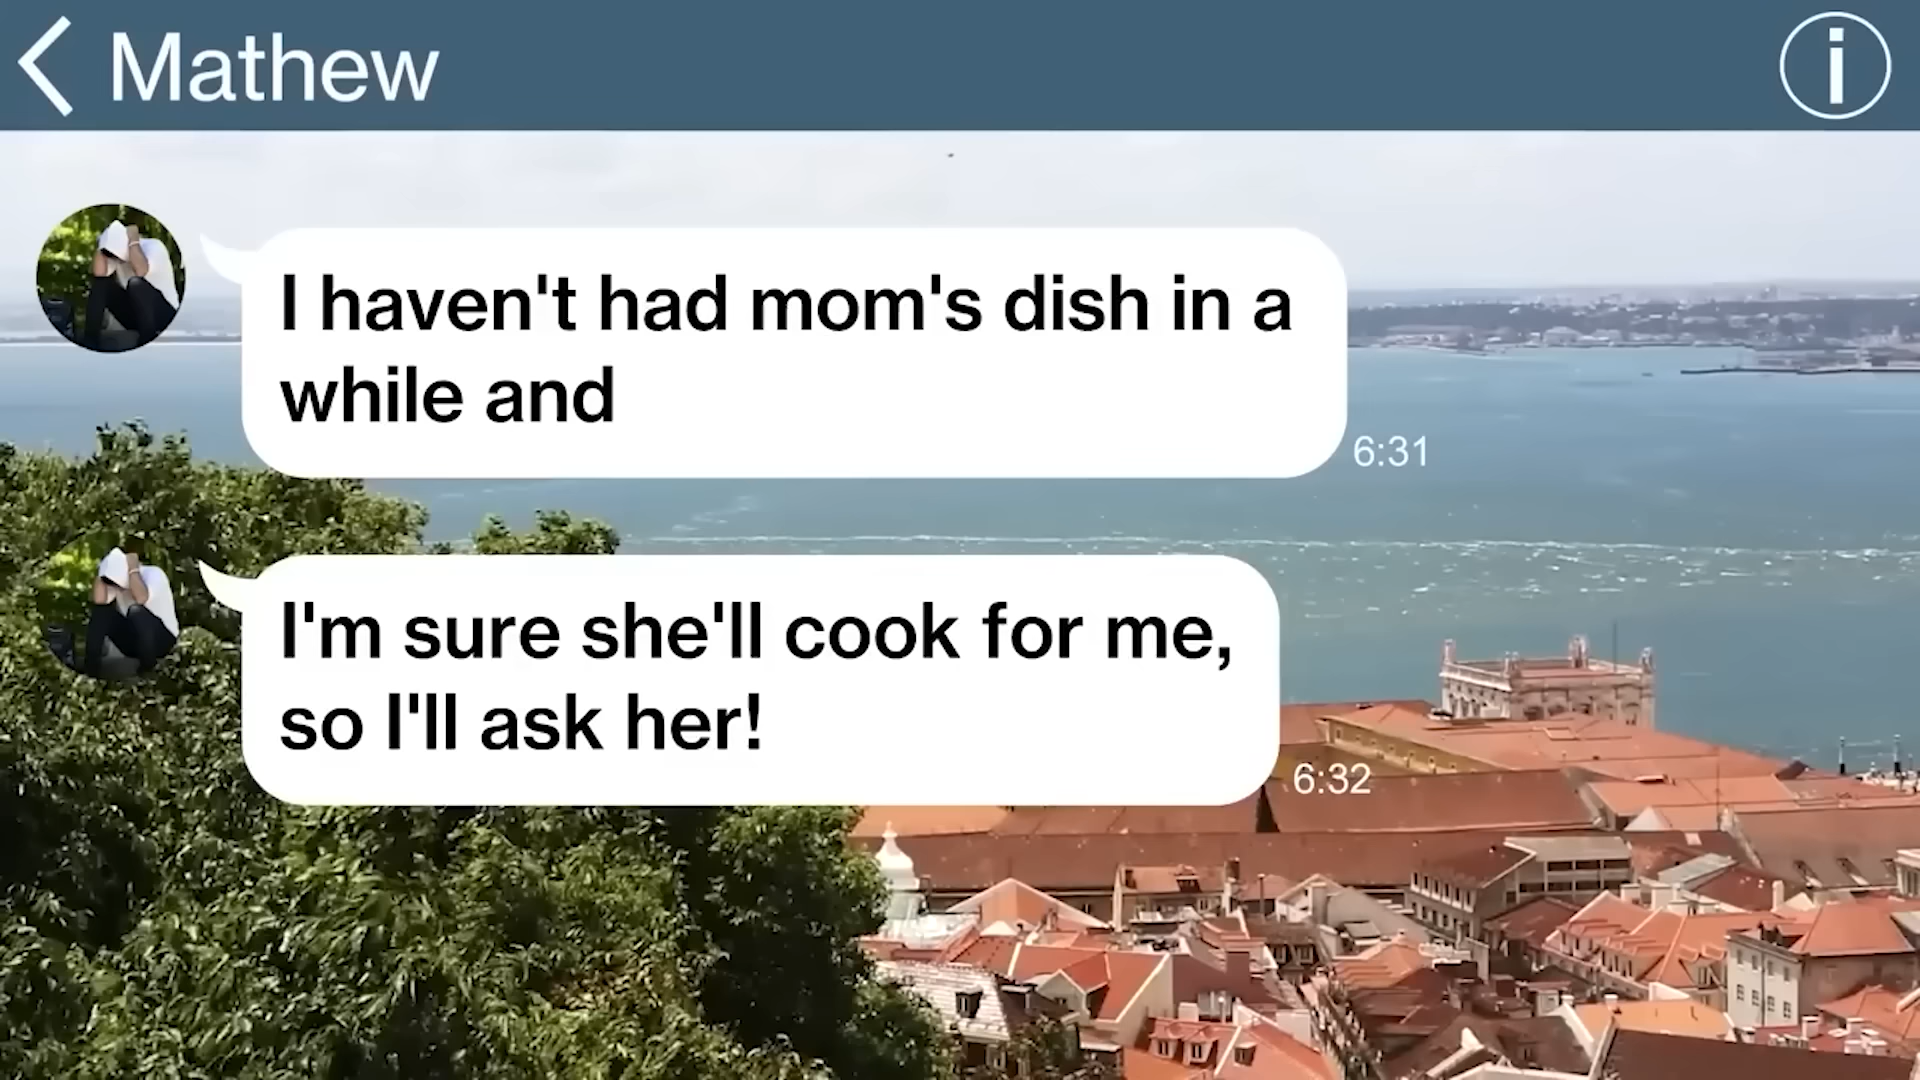 Mathew
I haven't had mom's dish in a
while and
6:31
I'm sure she'll cook for me,
so I'll ask her!
6:32